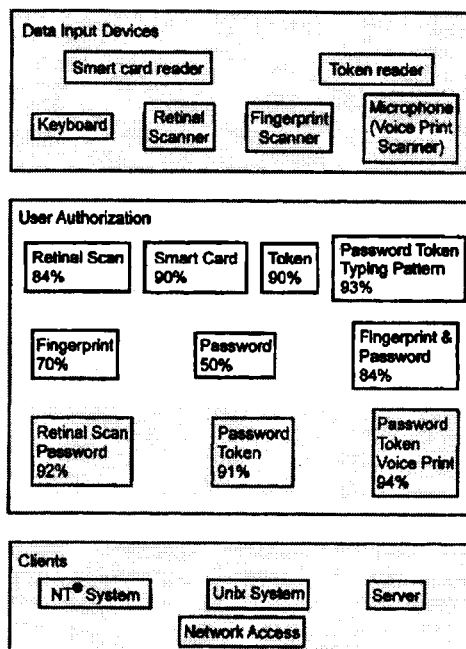 Data Input Devices
Smart card reader
Token reader
Keyboard
Retinal
Scanner
Fingerprint
Scanner
Microphone
(Voice Print
Scanner)
User Authorization
Retinal Scan
84%
Smart Card
90%
Token
90%
Password Token
Typing Pattern
93%
Fingerprint
70%
Password
50%
Fingerprint &
Password
84%
Retinal Scan
Password
92%
Password
Token
91%
Password
Token
Voice Print
94%
Clients
NT® System
Unix System
Server
Network Access